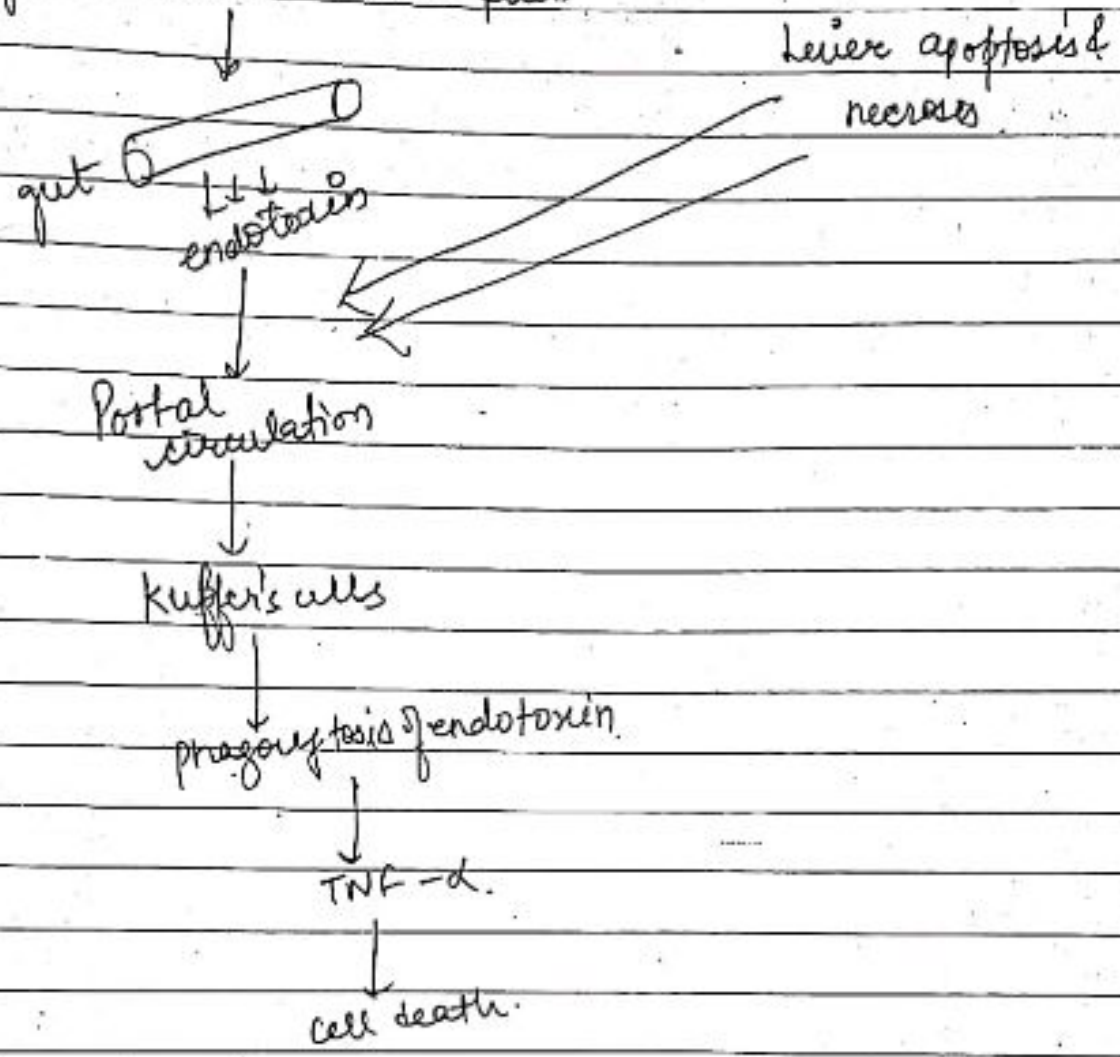 Liver apoptosis &
necrosis
gut
endotoxin
Portal
circulation
Kuffer's cells
phagocytosis of endotoxin.
TNF-α.
cell death.